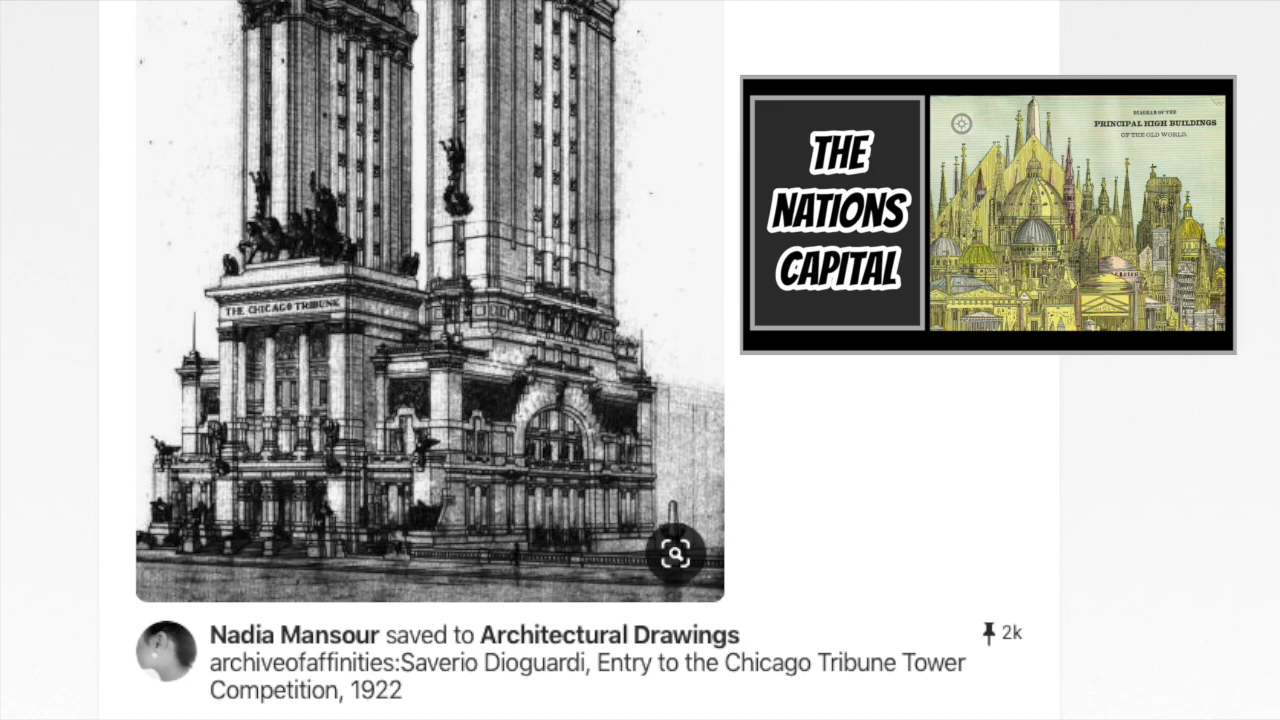 THE CHICAGO TRIBUNE
THE
NATIONS
CAPITAL
DIAGRAM OF THE
PRINCIPAL HIGH BUILDINGS
OF THE OLD WORLD.
Nadia Mansour saved to Architectural Drawings
2k
archiveofaffinities:Saverio Dioguardi, Entry to the Chicago Tribune Tower
Competition, 1922